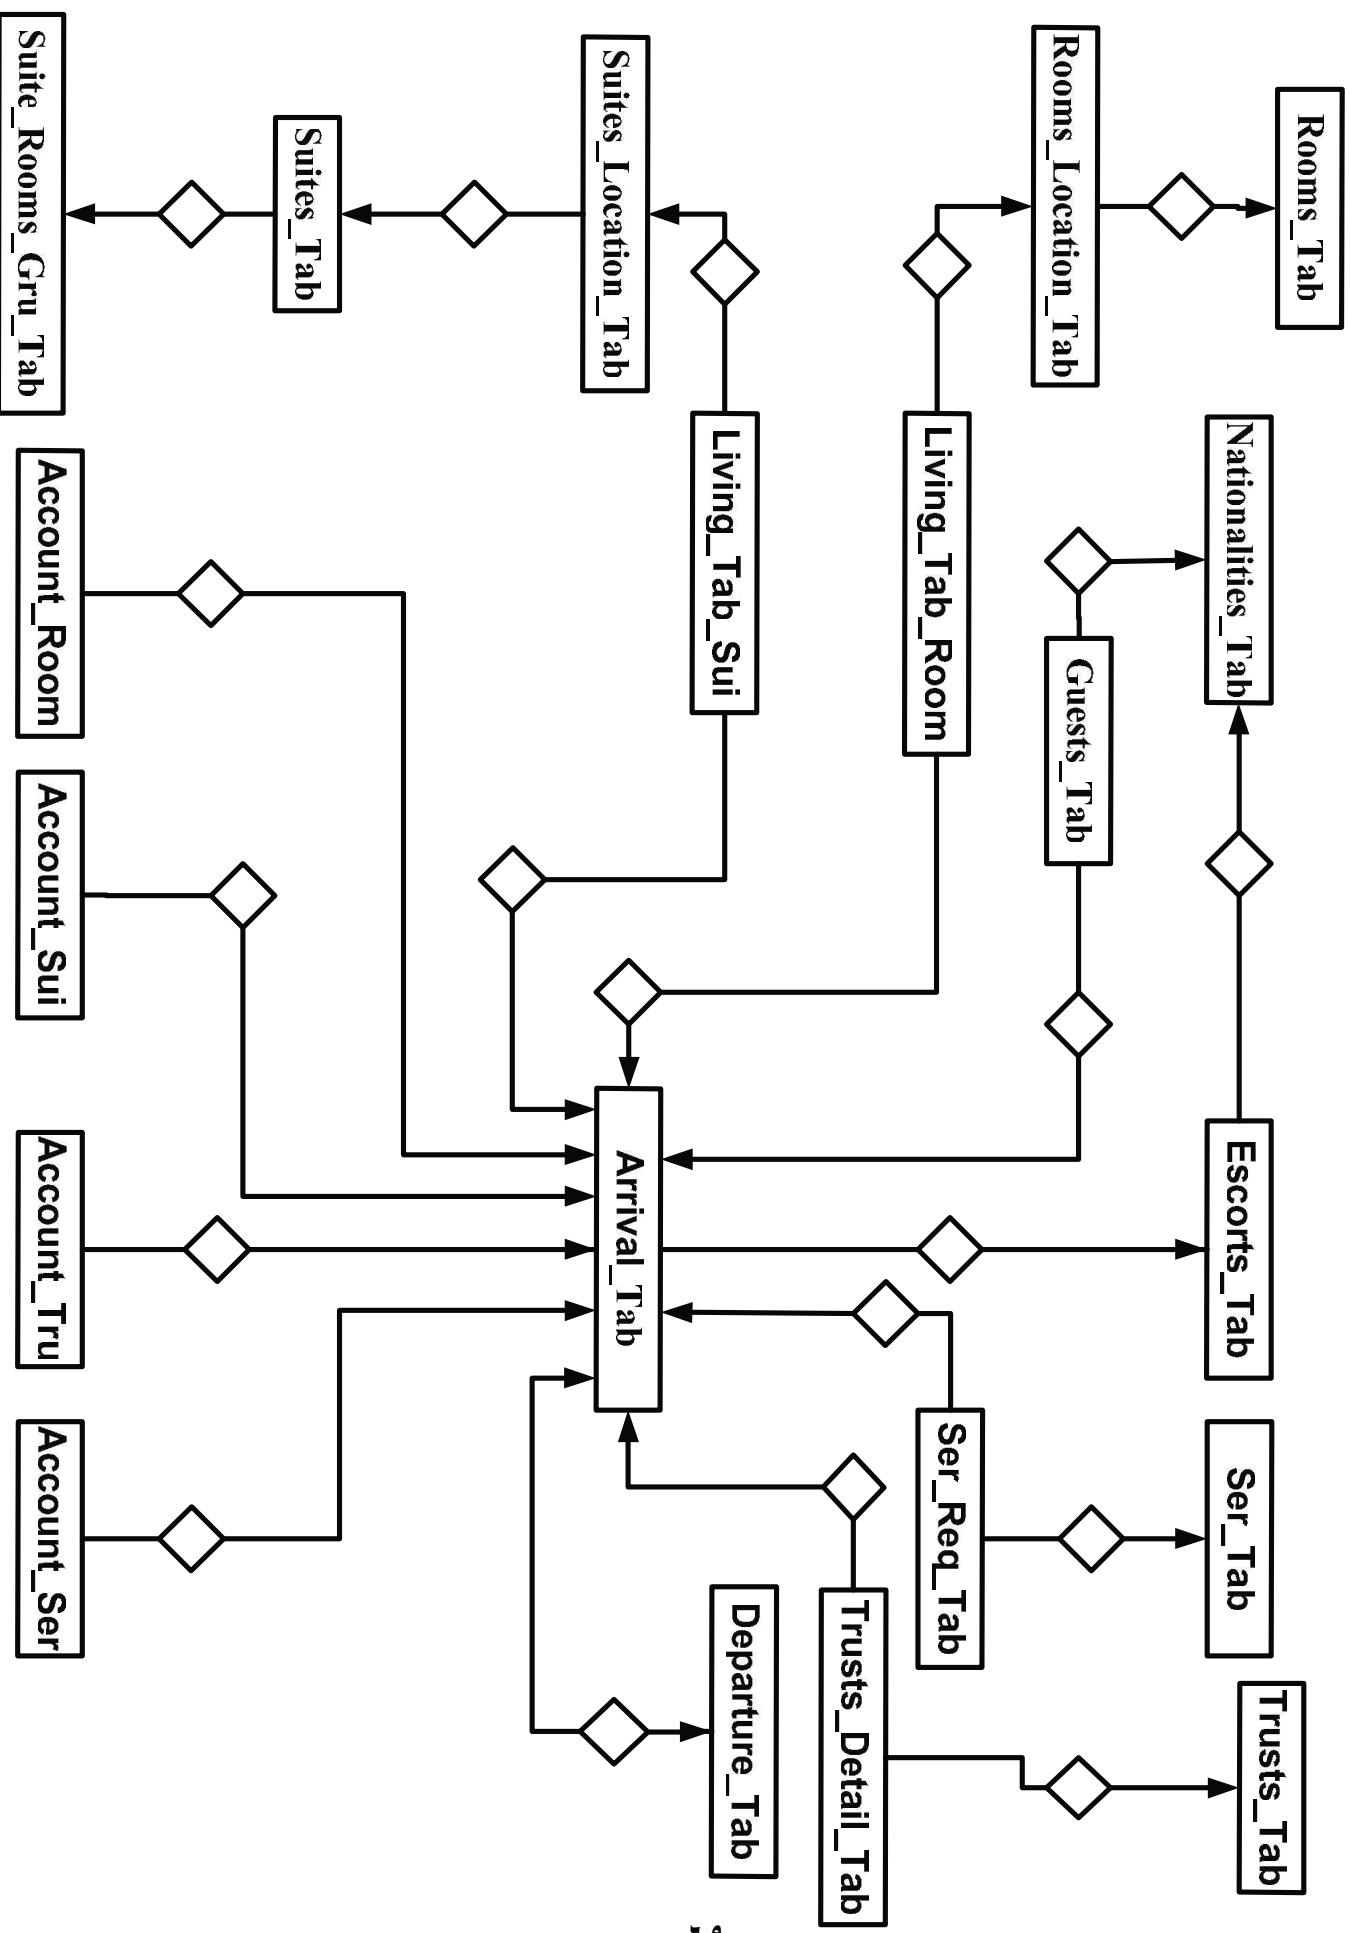 Rooms_Tab
Rooms_Location_Tab
Suites_Location_Tab
Suites_Tab
Suite_Rooms_Gru_Tab
Nationalities_Tab
Guests_Tab
Living_Tab_Room
Living_Tab_Sui
Account_Room
Account_Sui
Escorts_Tab
Arrival_Tab
Account_Tru
Ser_Tab
Ser_Req_Tab
Account_Ser
Trusts_Tab
Trusts_Detail_Tab
Departure_Tab